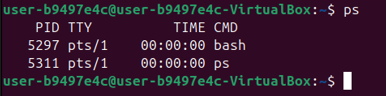 user-b9497e4c@user-b9497e4c-VirtualBox:~$ ps
    PID TTY          TIME CMD
   5297 pts/1    00:00:00 bash
   5311 pts/1    00:00:00 ps
user-b9497e4c@user-b9497e4c-VirtualBox:~$